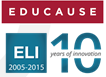 EDUCAUSE
ELI
2005-2015
10
years of innovation